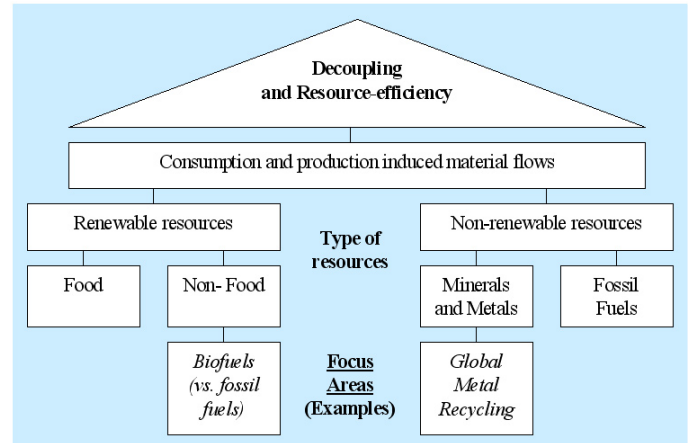 Decoupling
and Resource-efficiency
Consumption and production induced material flows
Renewable resources
Type of
resources
Non-renewable resources
Food
Non- Food
Minerals
and Metals
Fossil
Fuels
Biofuels
(vs. fossil
fuels)
Focus
Areas
(Examples)
Global
Metal
Recycling